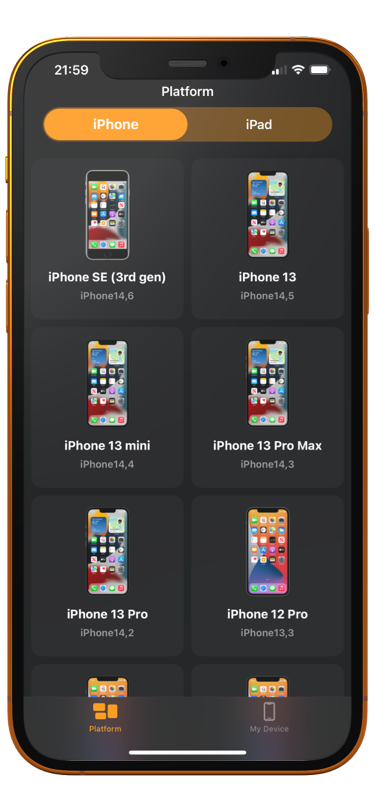 21:59
Platform
iPhone iPad
iPhone SE (3rd gen) iPhone 13
iPhone14,6 iPhone14,5
iPhone 13 mini iPhone 13 Pro Max
iPhone14,4 iPhone14,3
iPhone 13 Pro iPhone 12 Pro
iPhone14,2 iPhone13,3
Platform My Device